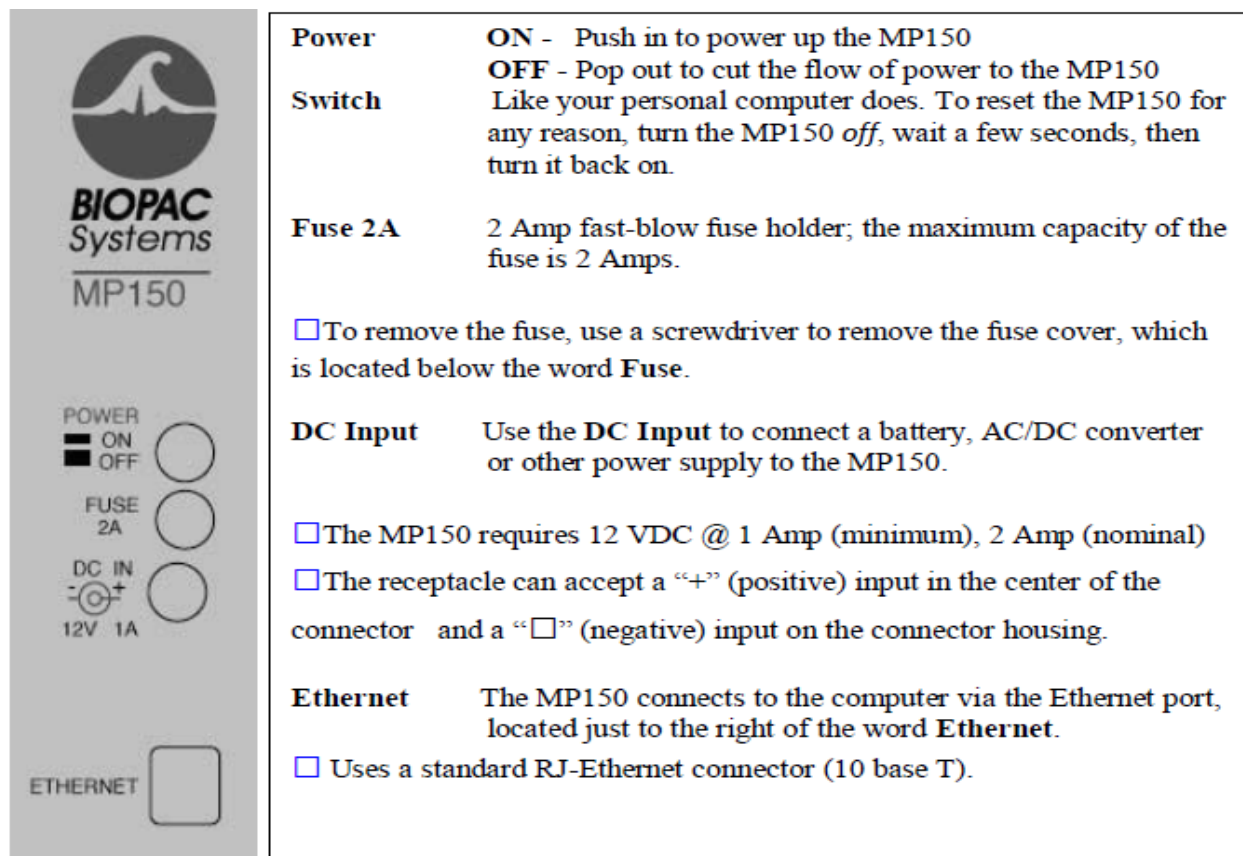 BIOPAC
Systems
MP150
POWER
ON
OFF
FUSE
2A
DC IN
- +
12V 1A
ETHERNET
Power ON - Push in to power up the MP150
OFF - Pop out to cut the flow of power to the MP150
Switch Like your personal computer does. To reset the MP150 for
any reason, turn the MP150 off, wait a few seconds, then
turn it back on.
Fuse 2A 2 Amp fast-blow fuse holder; the maximum capacity of the
fuse is 2 Amps.
□To remove the fuse, use a screwdriver to remove the fuse cover, which
is located below the word Fuse.
DC Input Use the DC Input to connect a battery, AC/DC converter
or other power supply to the MP150.
□The MP150 requires 12 VDC @ 1 Amp (minimum), 2 Amp (nominal)
□The receptacle can accept a “+” (positive) input in the center of the
connector and a “□” (negative) input on the connector housing.
Ethernet The MP150 connects to the computer via the Ethernet port,
located just to the right of the word Ethernet.
□ Uses a standard RJ-Ethernet connector (10 base T).